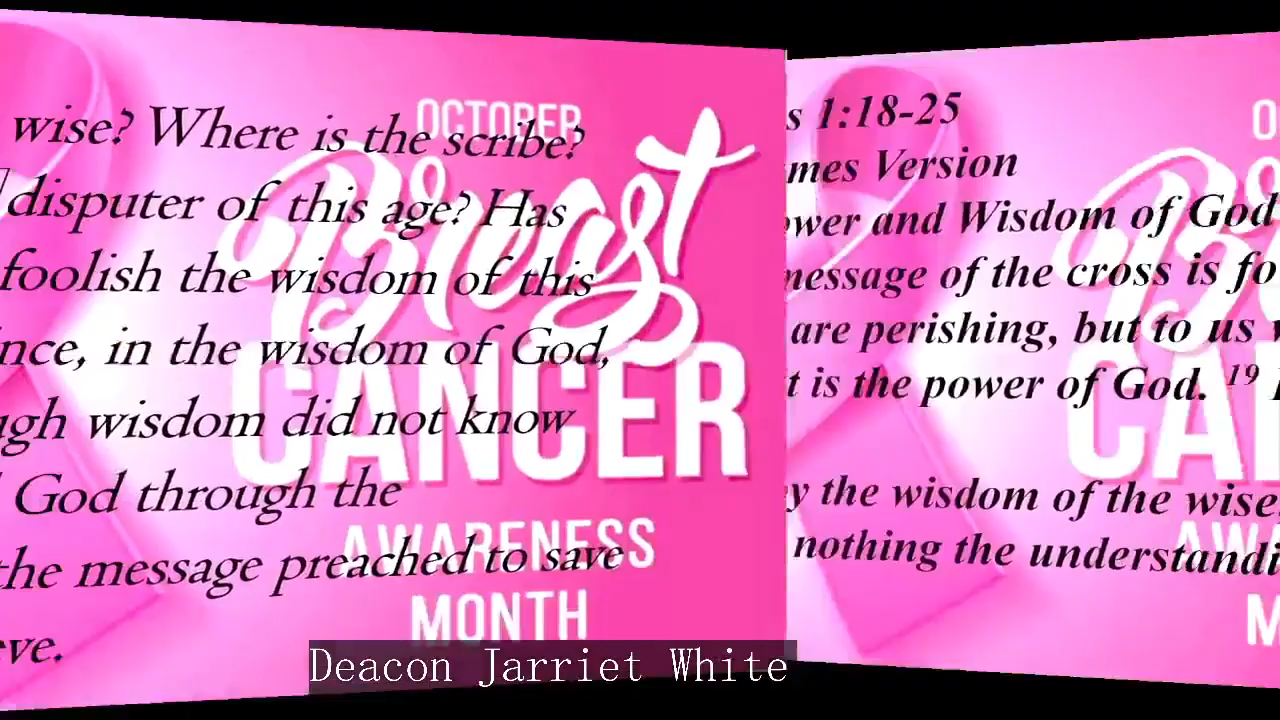 wise? Where is the scribe?
disputer of this age? Has
foolish the wisdom of this
nce, in the wisdom of God,
ugh wisdom did not know
God through the
the message preached to save
eve.
OCTOBER
Breast
CANCER
AWARENESS
MONTH
s 1:18-25
mes Version
ower and Wisdom of God
message of the cross is fo
are perishing, but to us w
t is the power of God. 19
y the wisdom of the wise,
nothing the understandi
O
B
CA
AW
M
Deacon Jarriet White